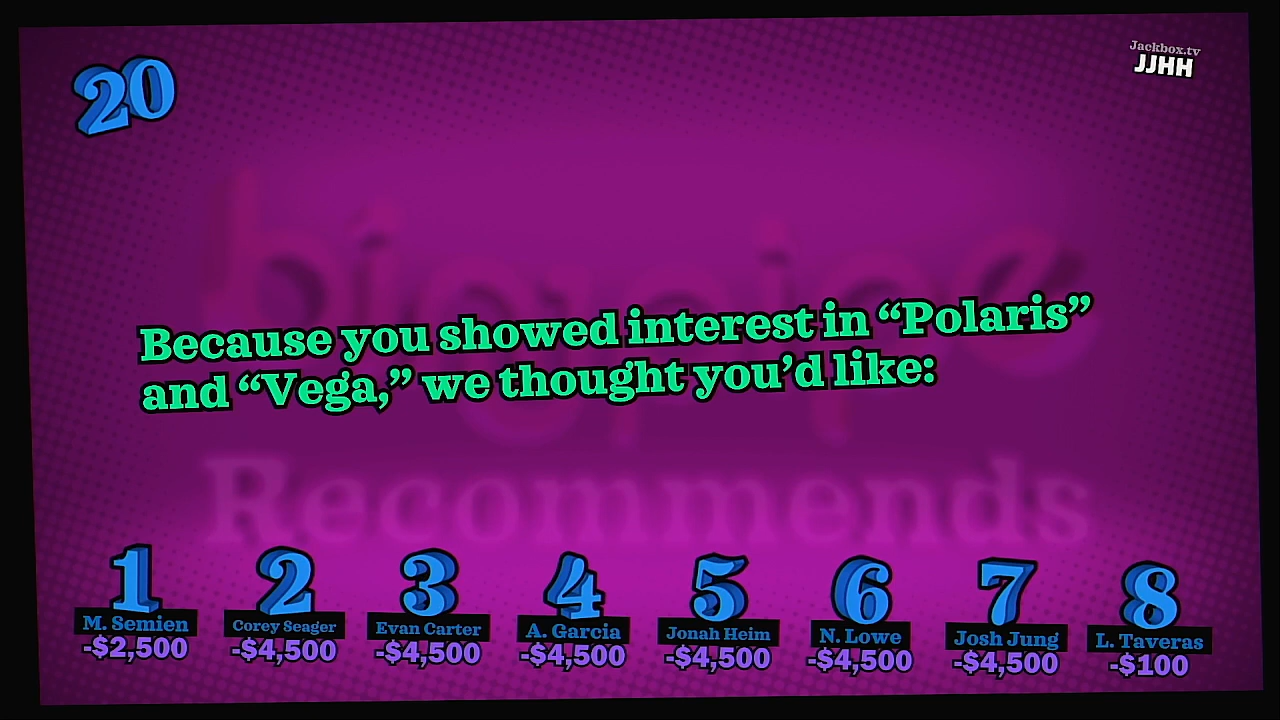 20
Jackbox.tv
JJHH
bigpipe
Recommends
Because you showed interest in “Polaris”
and “Vega,” we thought you’d like:
1
2
3
4
5
6
7
8
M. Semien
Corey Seager
Evan Carter
A. Garcia
Jonah Heim
N. Lowe
Josh Jung
L. Taveras
-$2,500
-$4,500
-$4,500
-$4,500
-$4,500
-$4,500
-$4,500
-$100